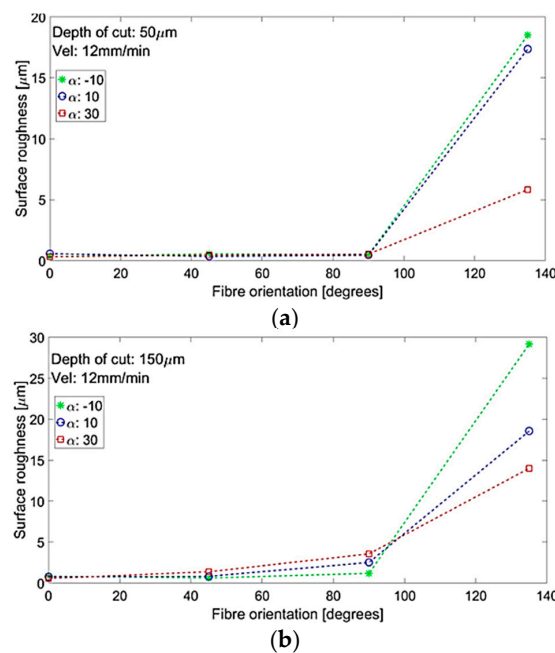 20
15
10
5
0
Surface roughness [μm]
Depth of cut: 50μm
Vel: 12mm/min
α: -10
α: 10
α: 30
0 20 40 60 80 100 120 140
Fibre orientation [degrees]
(a)
30
25
20
15
10
5
0
Surface roughness [μm]
Depth of cut: 150μm
Vel: 12mm/min
α: -10
α: 10
α: 30
0 20 40 60 80 100 120 140
Fibre orientation [degrees]
(b)